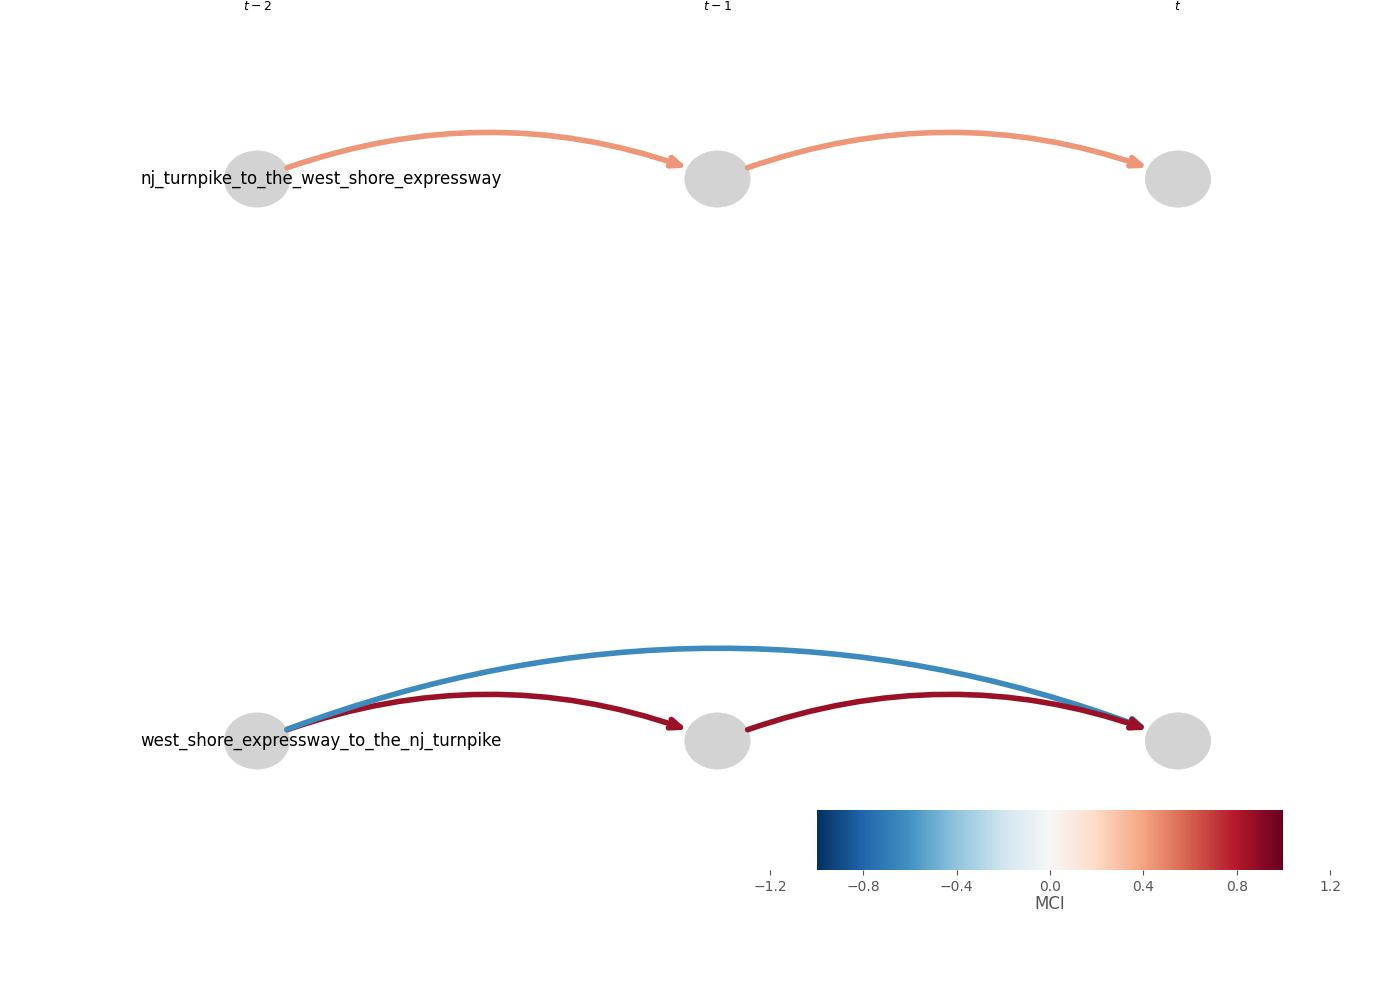 t − 2 t − 1 t
nj_turnpike_to_the_west_shore_expressway
west_shore_expressway_to_the_nj_turnpike
−1.2 −0.8 −0.4 0.0 0.4 0.8 1.2
MCI